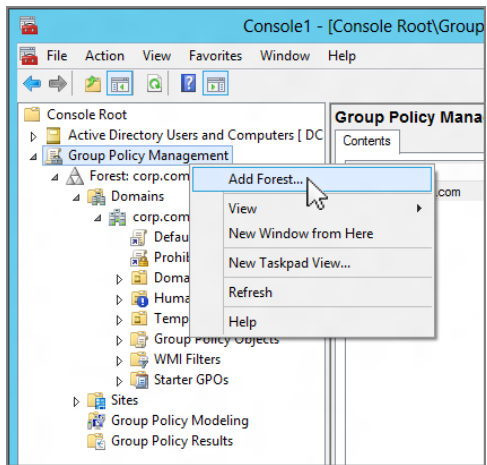 Console1 - [Console Root\Group
File Action View Favorites Window Help
Console Root
Group Policy Mana
Active Directory Users and Computers [ DC
Contents
Group Policy Management
Forest: corp.com
Add Forest...
.com
Domains
View
corp.com
New Window from Here
Defau
Prohib
New Taskpad View...
Doma
Refresh
Huma
Temp
Help
Group Policy Objects
WMI Filters
Starter GPOs
Sites
Group Policy Modeling
Group Policy Results